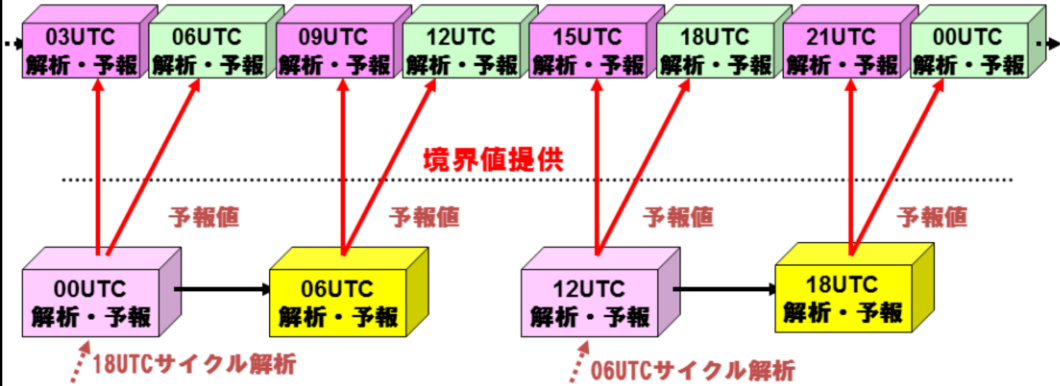 03UTC
解析・予報
06UTC
解析・予報
09UTC
解析・予報
12UTC
解析・予報
15UTC
解析・予報
18UTC
解析・予報
21UTC
解析・予報
00UTC
解析・予報
境界値提供
予報値
予報値
予報値
予報値
00UTC
解析・予報
06UTC
解析・予報
12UTC
解析・予報
18UTC
解析・予報
18UTCサイクル解析
06UTCサイクル解析